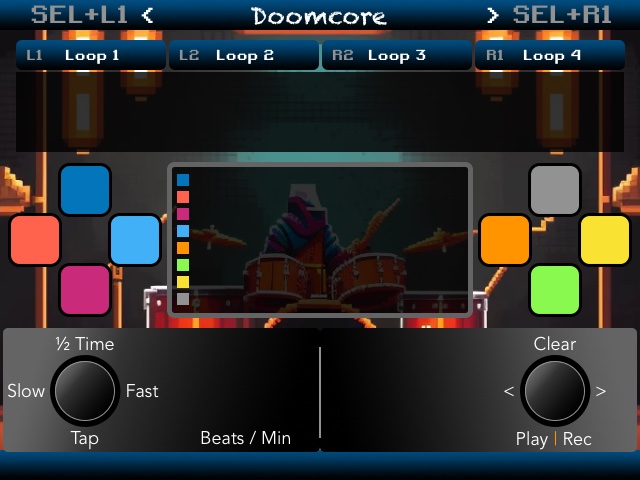 SEL+L1 < Doomcore > SEL+R1
L1 Loop 1 L2 Loop 2 R2 Loop 3 R1 Loop 4
½ Time
Slow Fast
Tap
Beats / Min
Clear
< >
Play | Rec